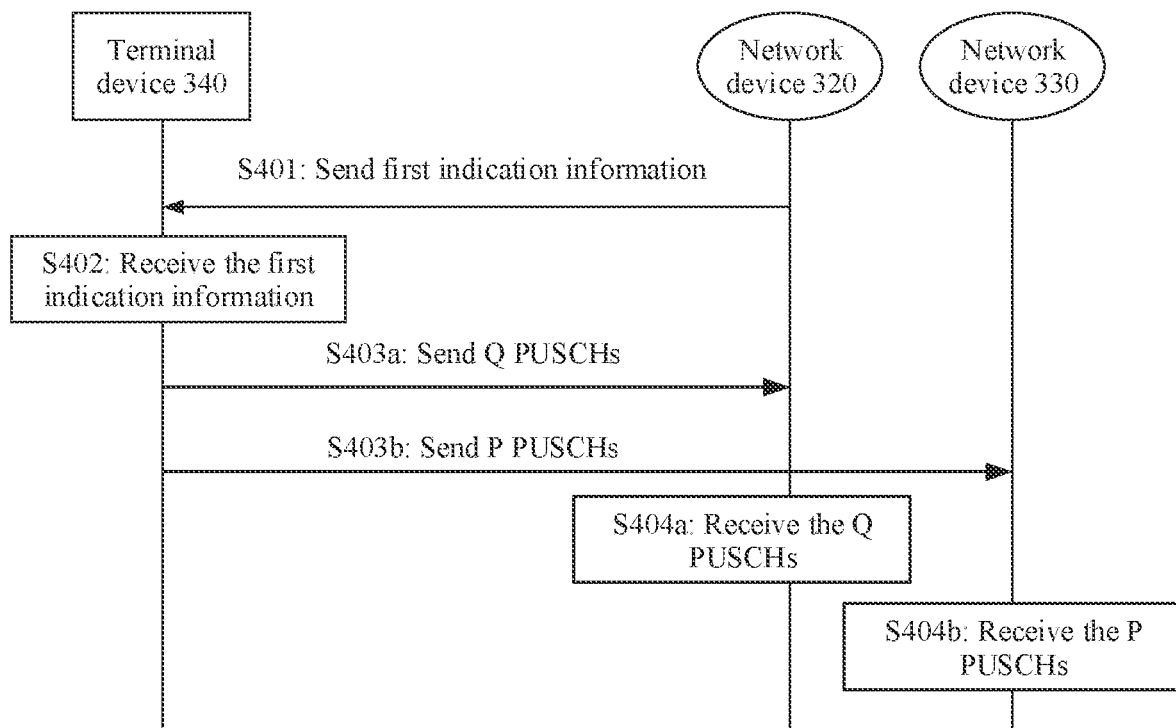 Terminal
device 340
Network
device 320
Network
device 330
S401: Send first indication information
S402: Receive the first
indication information
S403a: Send Q PUSCHs
S403b: Send P PUSCHs
S404a: Receive the Q
PUSCHs
S404b: Receive the P
PUSCHs